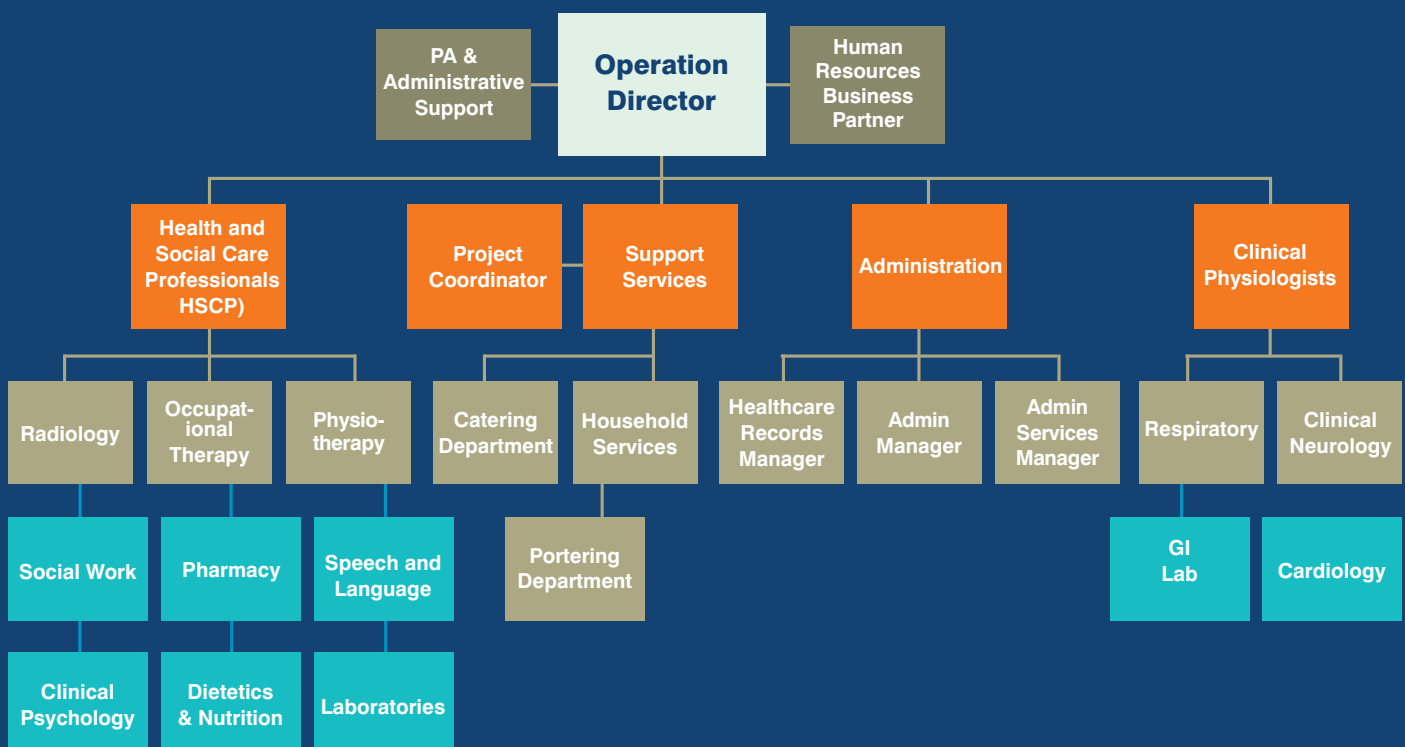 PA &
Administrative
Support
Operation
Director
Human
Resources
Business
Partner
Health and
Social Care
Professionals
HSCP)
Project
Coordinator
Support
Services
Administration
Clinical
Physiologists
Radiology
Occupat-
ional
Therapy
Physio-
therapy
Catering
Department
Household
Services
Healthcare
Records
Manager
Admin
Manager
Admin
Services
Manager
Respiratory
Clinical
Neurology
Social Work
Pharmacy
Speech and
Language
Portering
Department
GI
Lab
Cardiology
Clinical
Psychology
Dietetics
& Nutrition
Laboratories